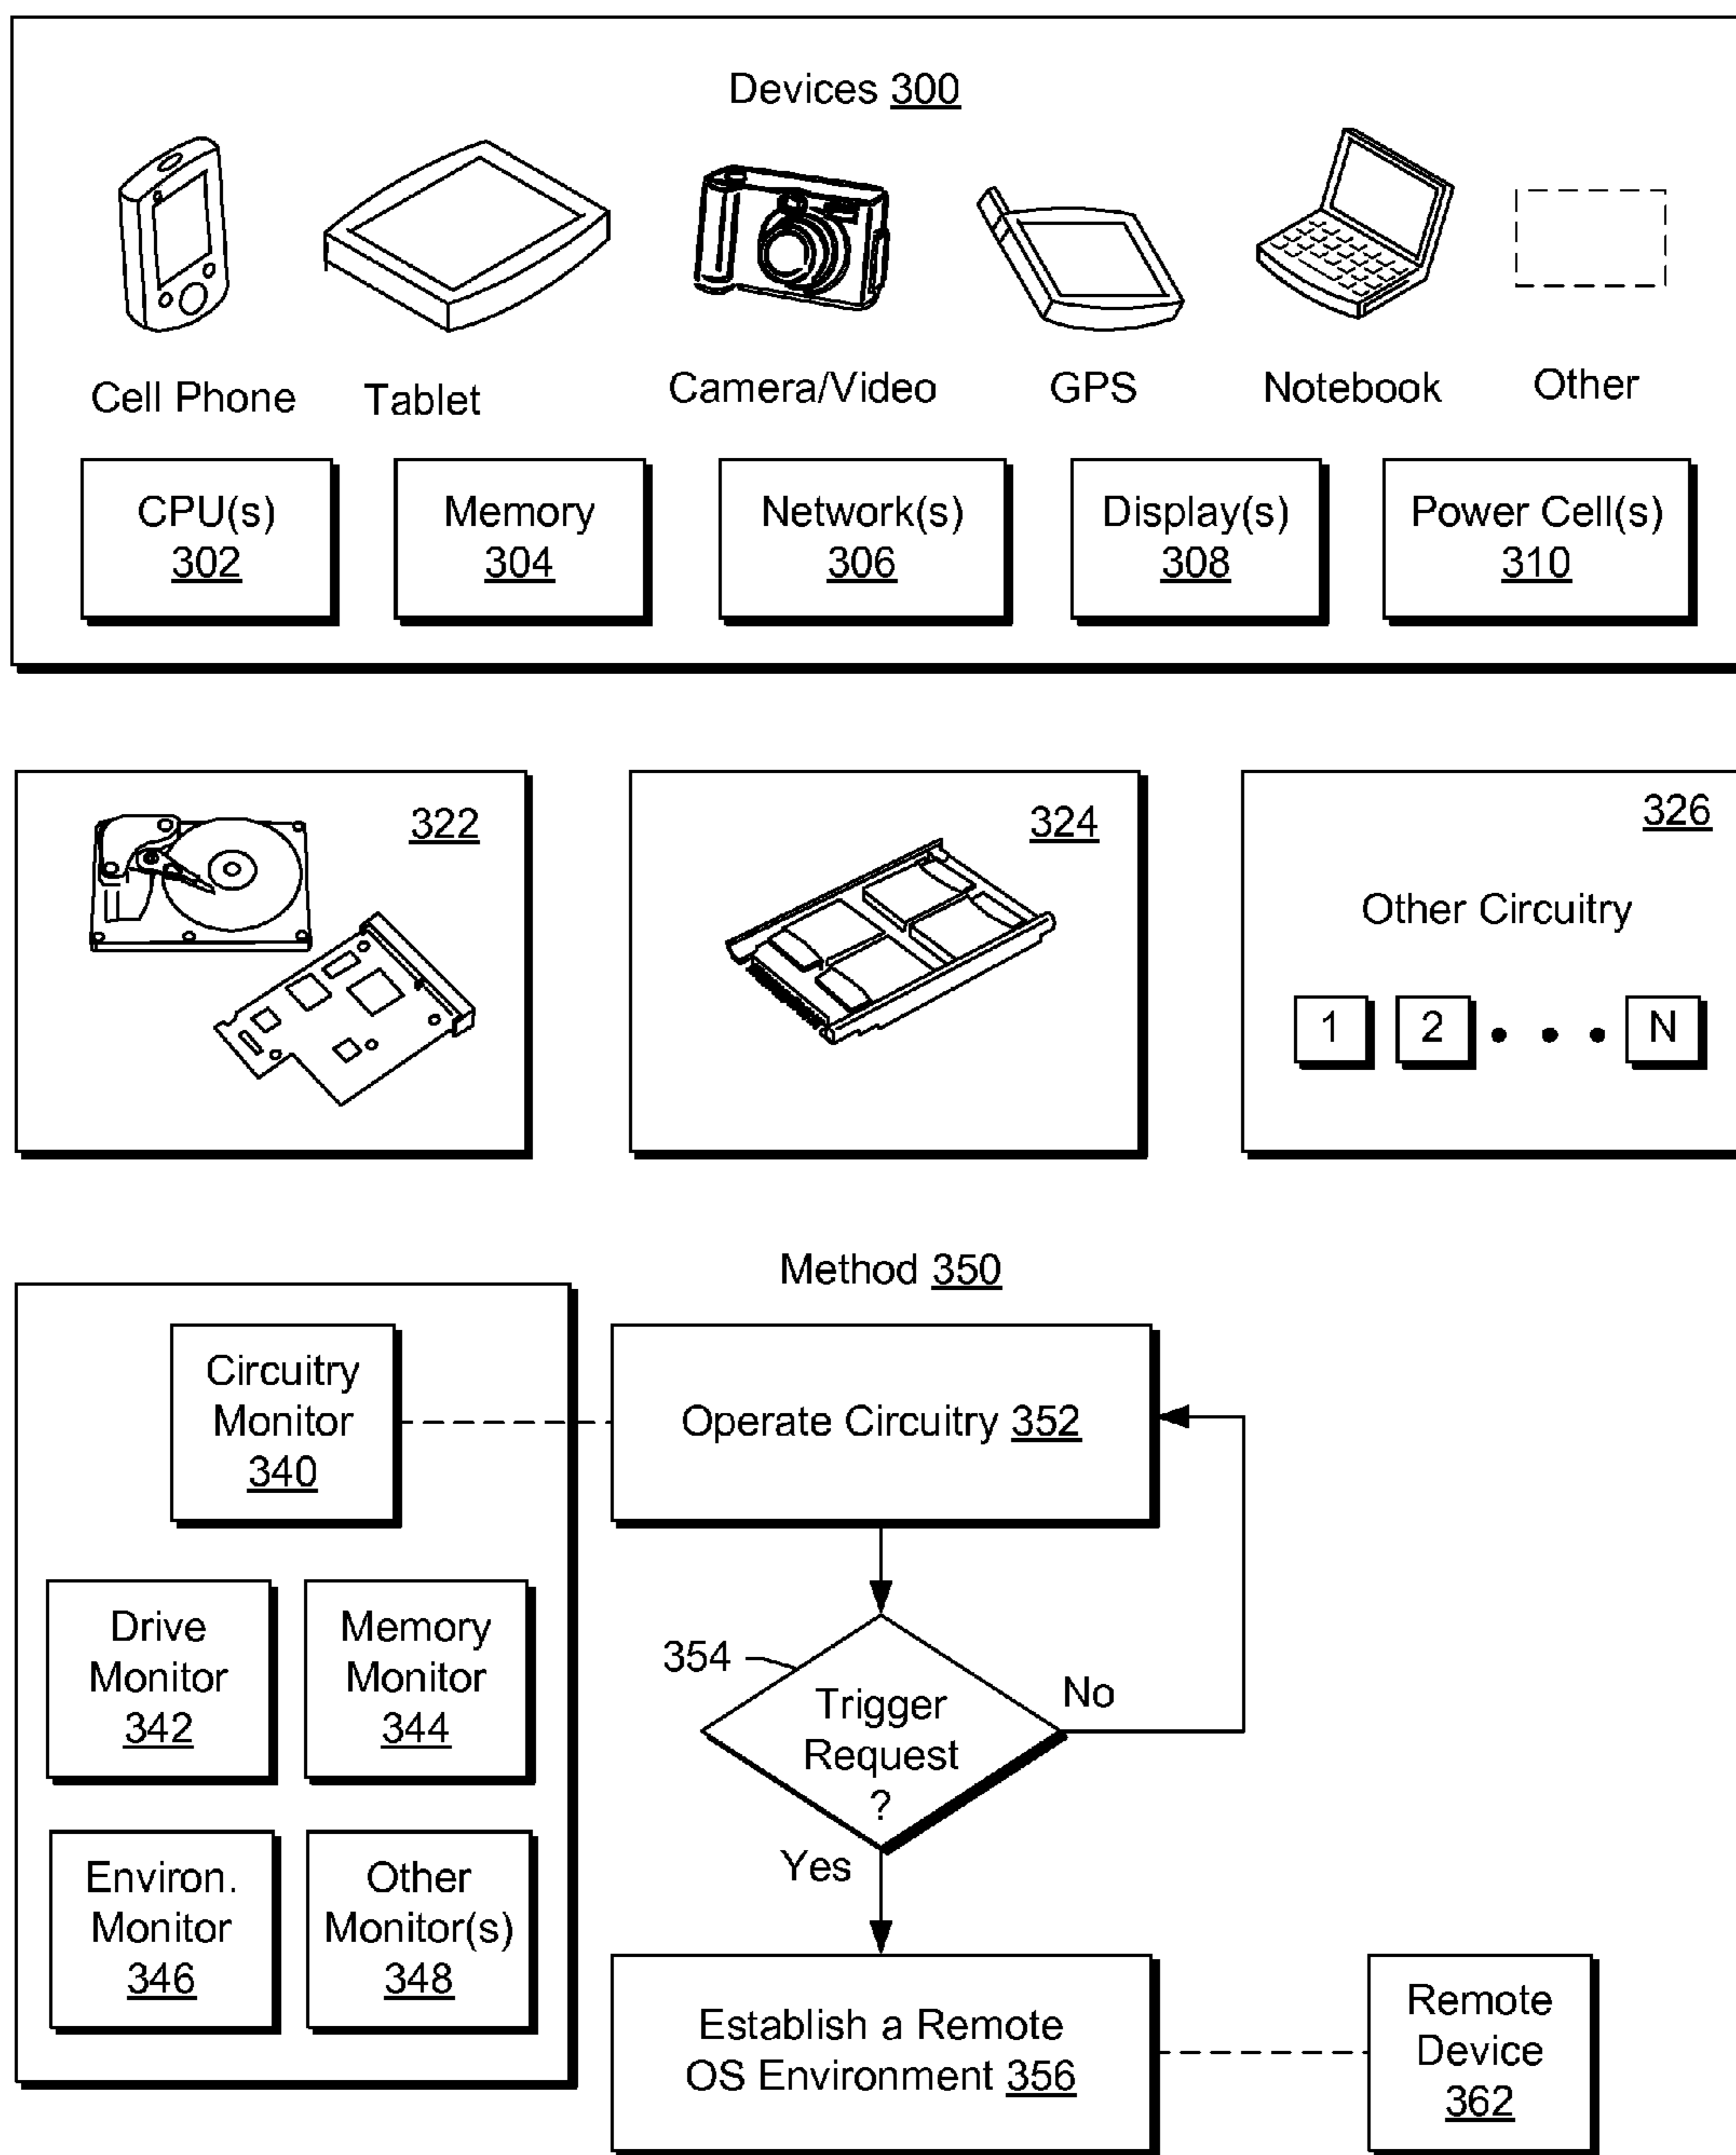 Devices 300
Cell Phone
Tablet
Camera/Video
GPS
Notebook
Other
CPU(s)
302
Memory
304
Network(s)
306
Display(s)
308
Power Cell(s)
310
322
324
326
Other Circuitry
1
2
N
Method 350
Circuitry
Monitor
340
Operate Circuitry 352
Drive
Monitor
342
Memory
Monitor
344
354
Trigger
Request
?
No
Yes
Environ.
Monitor
346
Other
Monitor(s)
348
Establish a Remote
OS Environment 356
Remote
Device
362